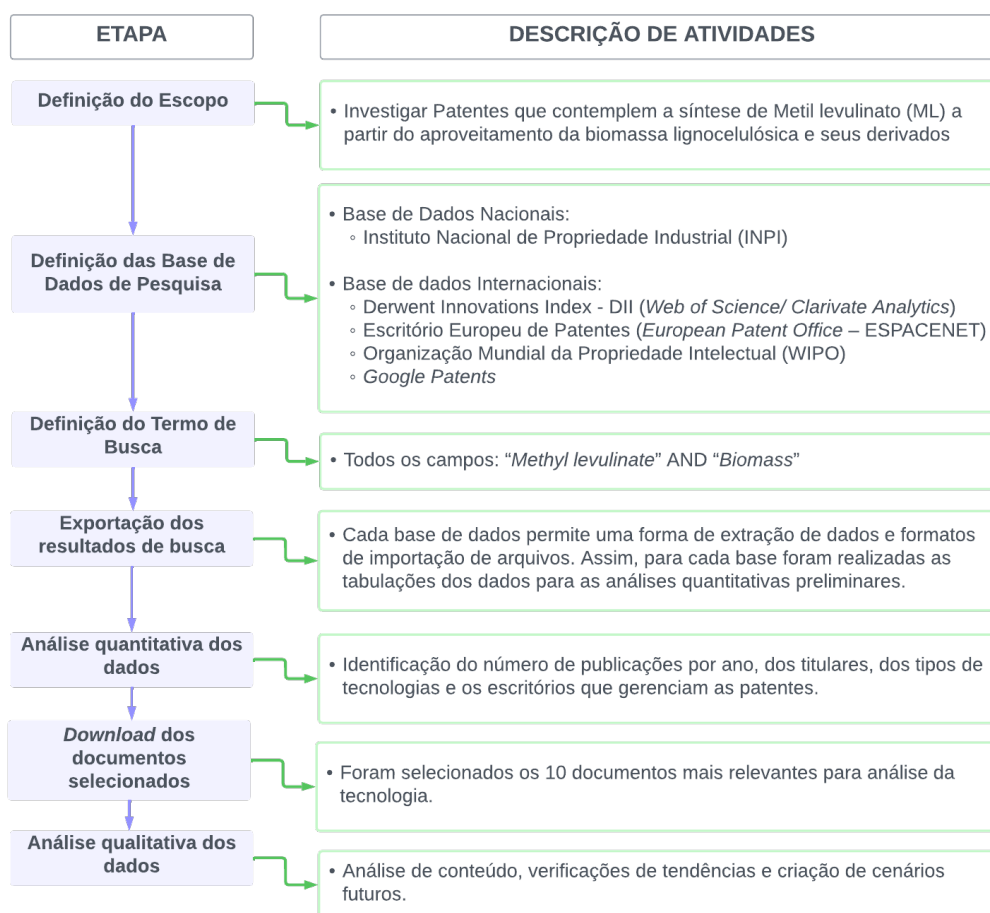 ETAPA
DESCRIÇÃO DE ATIVIDADES
Definição do Escopo
• Investigar Patentes que contemplem a síntese de Metil levulinato (ML) a
partir do aproveitamento da biomassa lignocelulósica e seus derivados
Definição das Base de
Dados de Pesquisa
• Base de Dados Nacionais:
◦ Instituto Nacional de Propriedade Industrial (INPI)
• Base de dados Internacionais:
◦ Derwent Innovations Index - DII (Web of Science/ Clarivate Analytics)
◦ Escritório Europeu de Patentes (European Patent Office – ESPACENET)
◦ Organização Mundial da Propriedade Intelectual (WIPO)
◦ Google Patents
Definição do Termo de
Busca
• Todos os campos: “Methyl levulinate” AND “Biomass”
Exportação dos
resultados de busca
• Cada base de dados permite uma forma de extração de dados e formatos
de importação de arquivos. Assim, para cada base foram realizadas as
tabulações dos dados para as análises quantitativas preliminares.
Análise quantitativa dos
dados
• Identificação do número de publicações por ano, dos titulares, dos tipos de
tecnologias e os escritórios que gerenciam as patentes.
Download dos
documentos
selecionados
• Foram selecionados os 10 documentos mais relevantes para análise da
tecnologia.
Análise qualitativa dos
dados
• Análise de conteúdo, verificações de tendências e criação de cenários
futuros.